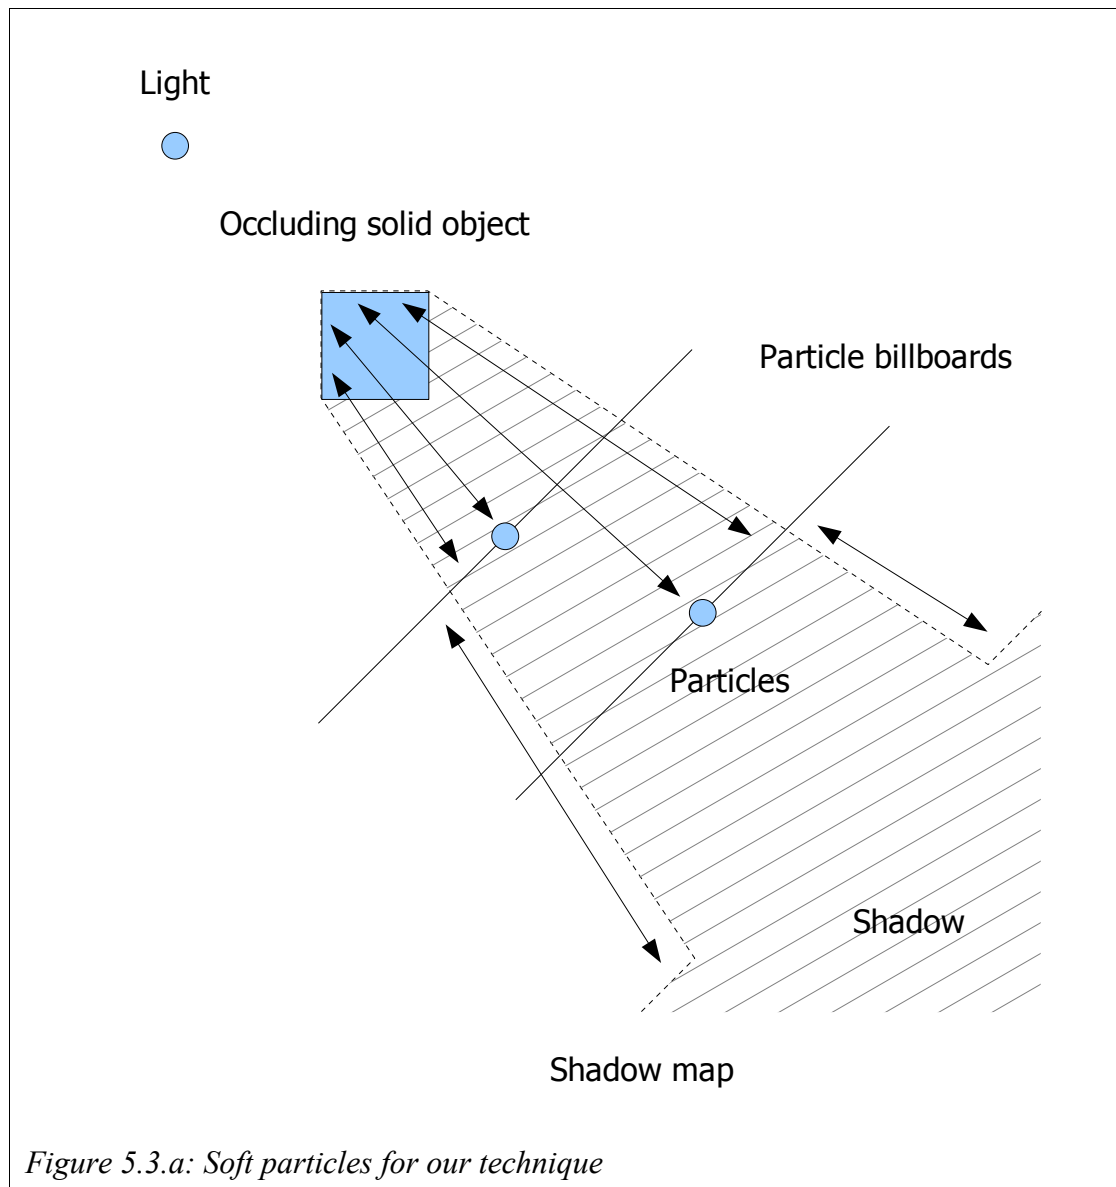 Light
Occluding solid object
Particle billboards
Particles
Shadow
Shadow map
Figure 5.3.a: Soft particles for our technique